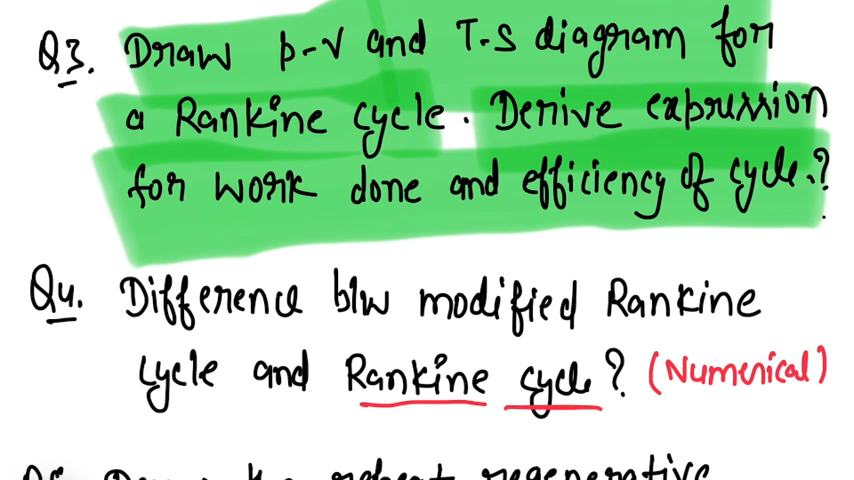 Q3. Draw p-v and T-S diagram for
a Rankine cycle. Derive expression
for work done and efficiency of cycle.?
Q4. Difference b/w modified Rankine
cycle and Rankine cycle? (Numerical)
regenerative